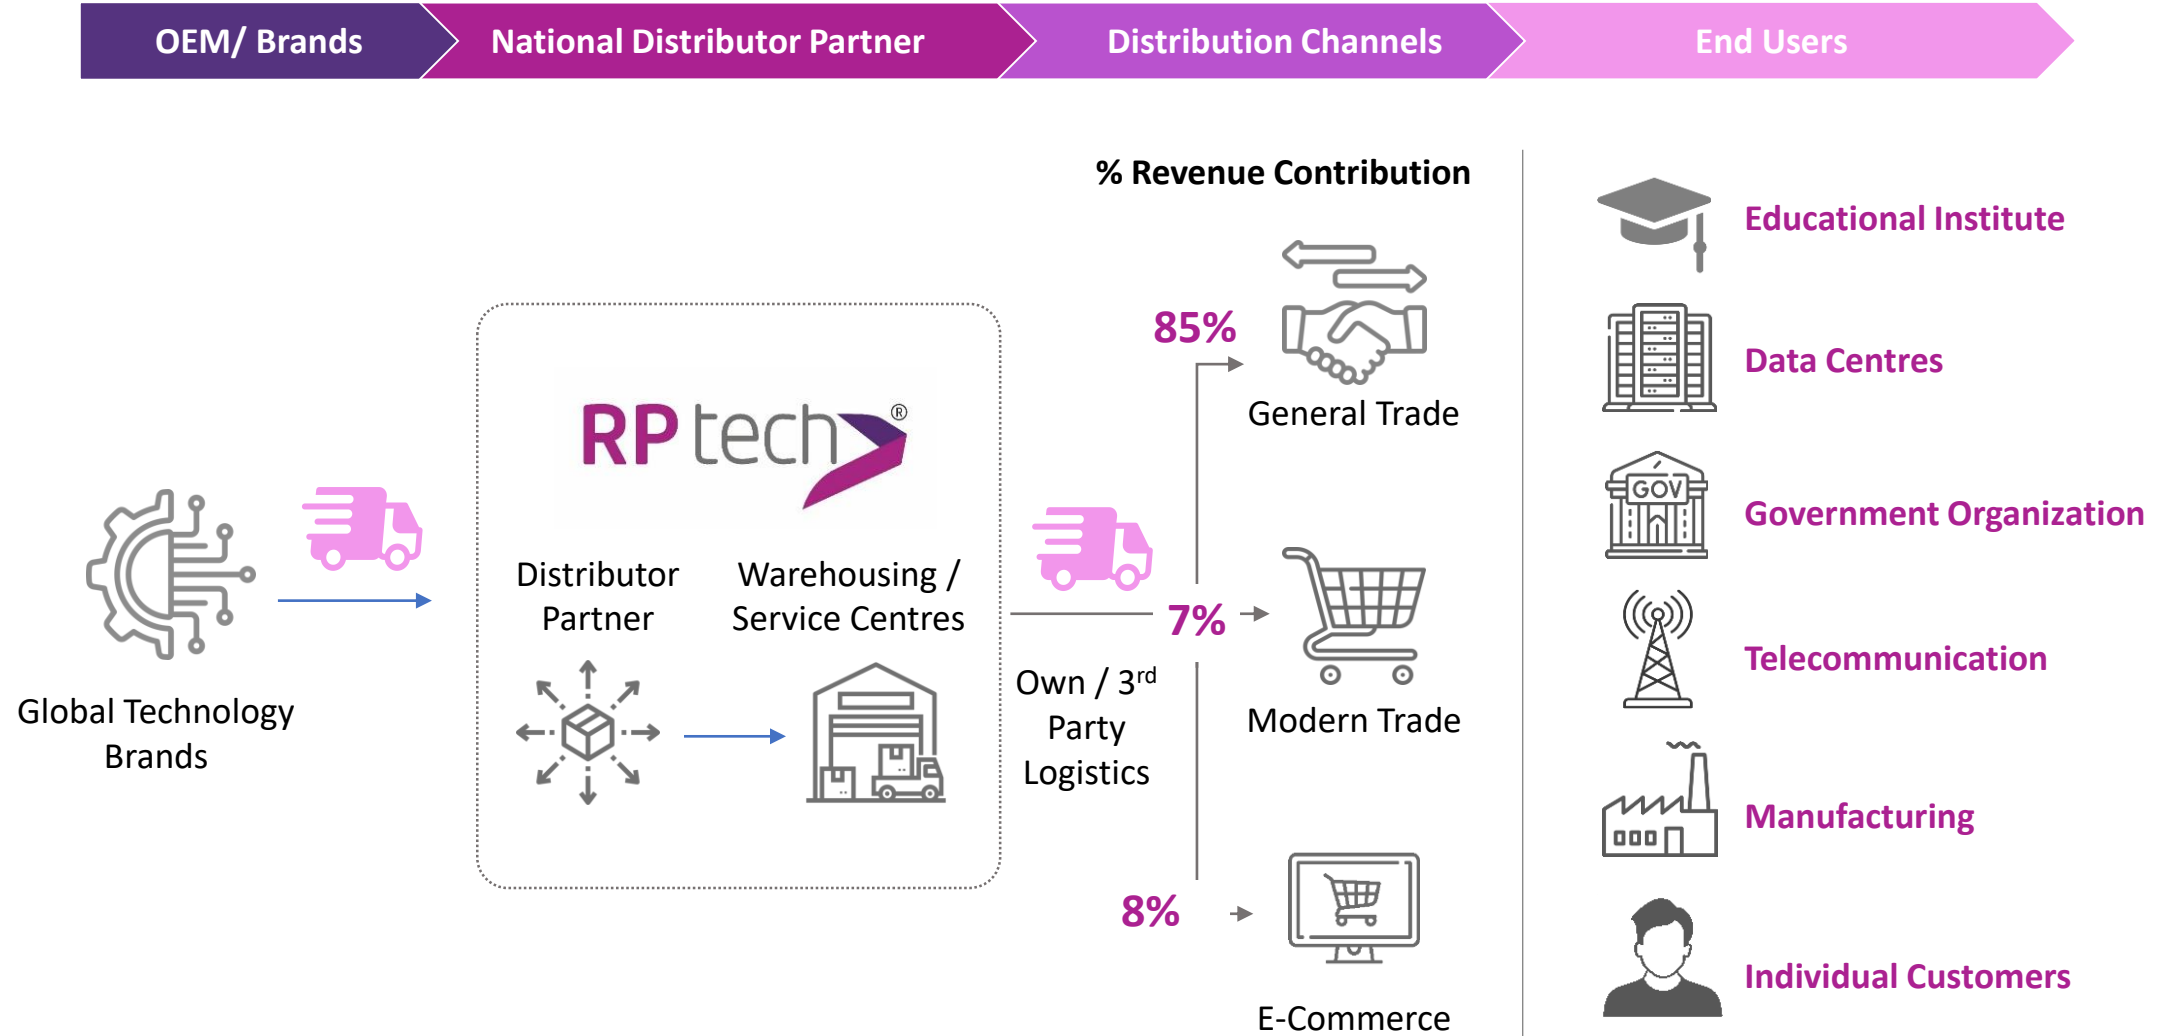 OEM/ Brands
National Distributor Partner
Distribution Channels
End Users
Global Technology
Brands
RP tech®
Distributor
Partner
Warehousing /
Service Centres
Own / 3rd
Party
Logistics
% Revenue Contribution
85%
General Trade
7%
Modern Trade
8%
E-Commerce
Educational Institute
Data Centres
GOV
Government Organization
Telecommunication
Manufacturing
Individual Customers